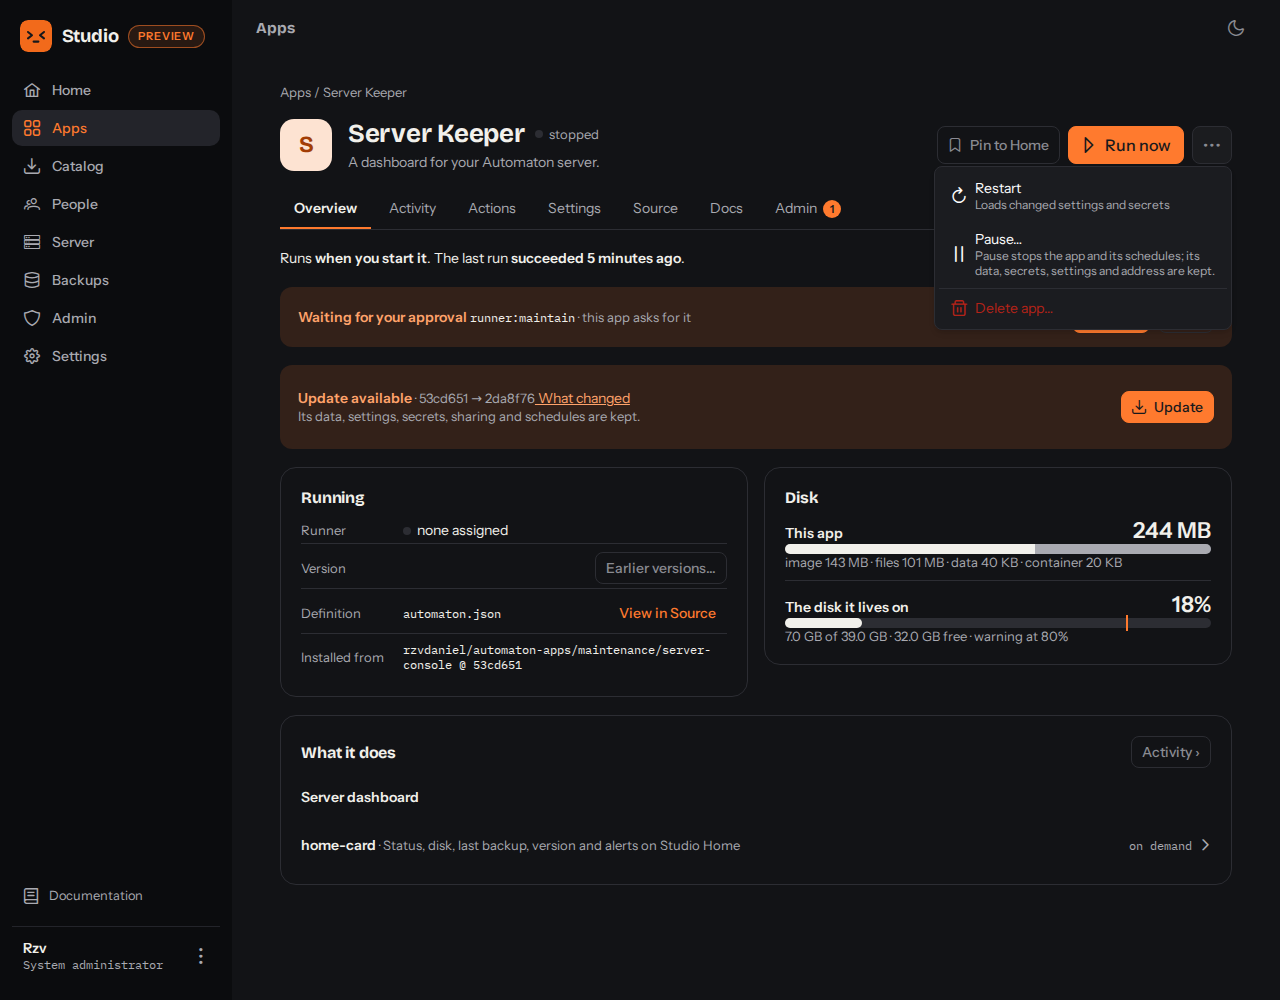 Studio PREVIEW
Home
Apps
Catalog
People
Server
Backups
Admin
Settings
Documentation
Rzv
System administrator
Apps
Apps / Server Keeper
S
Server Keeper stopped
A dashboard for your Automaton server.
Pin to Home
Run now
Restart
Loads changed settings and secrets
Pause...
Pause stops the app and its schedules; its
data, secrets, settings and address are kept.
Delete app...
Overview Activity Actions Settings Source Docs Admin 1
Runs when you start it. The last run succeeded 5 minutes ago.
Waiting for your approval runner:maintain · this app asks for it
Update available · 53cd651 → 2da8f76 What changed
Its data, settings, secrets, sharing and schedules are kept.
Update
Running
Runner none assigned
Version Earlier versions...
Definition automaton.json View in Source
Installed from rzvdaniel/automaton-apps/maintenance/server-
console @ 53cd651
Disk
This app 244 MB
image 143 MB · files 101 MB · data 40 KB · container 20 KB
The disk it lives on 18%
7.0 GB of 39.0 GB · 32.0 GB free · warning at 80%
What it does Activity ›
Server dashboard
home-card · Status, disk, last backup, version and alerts on Studio Home on demand